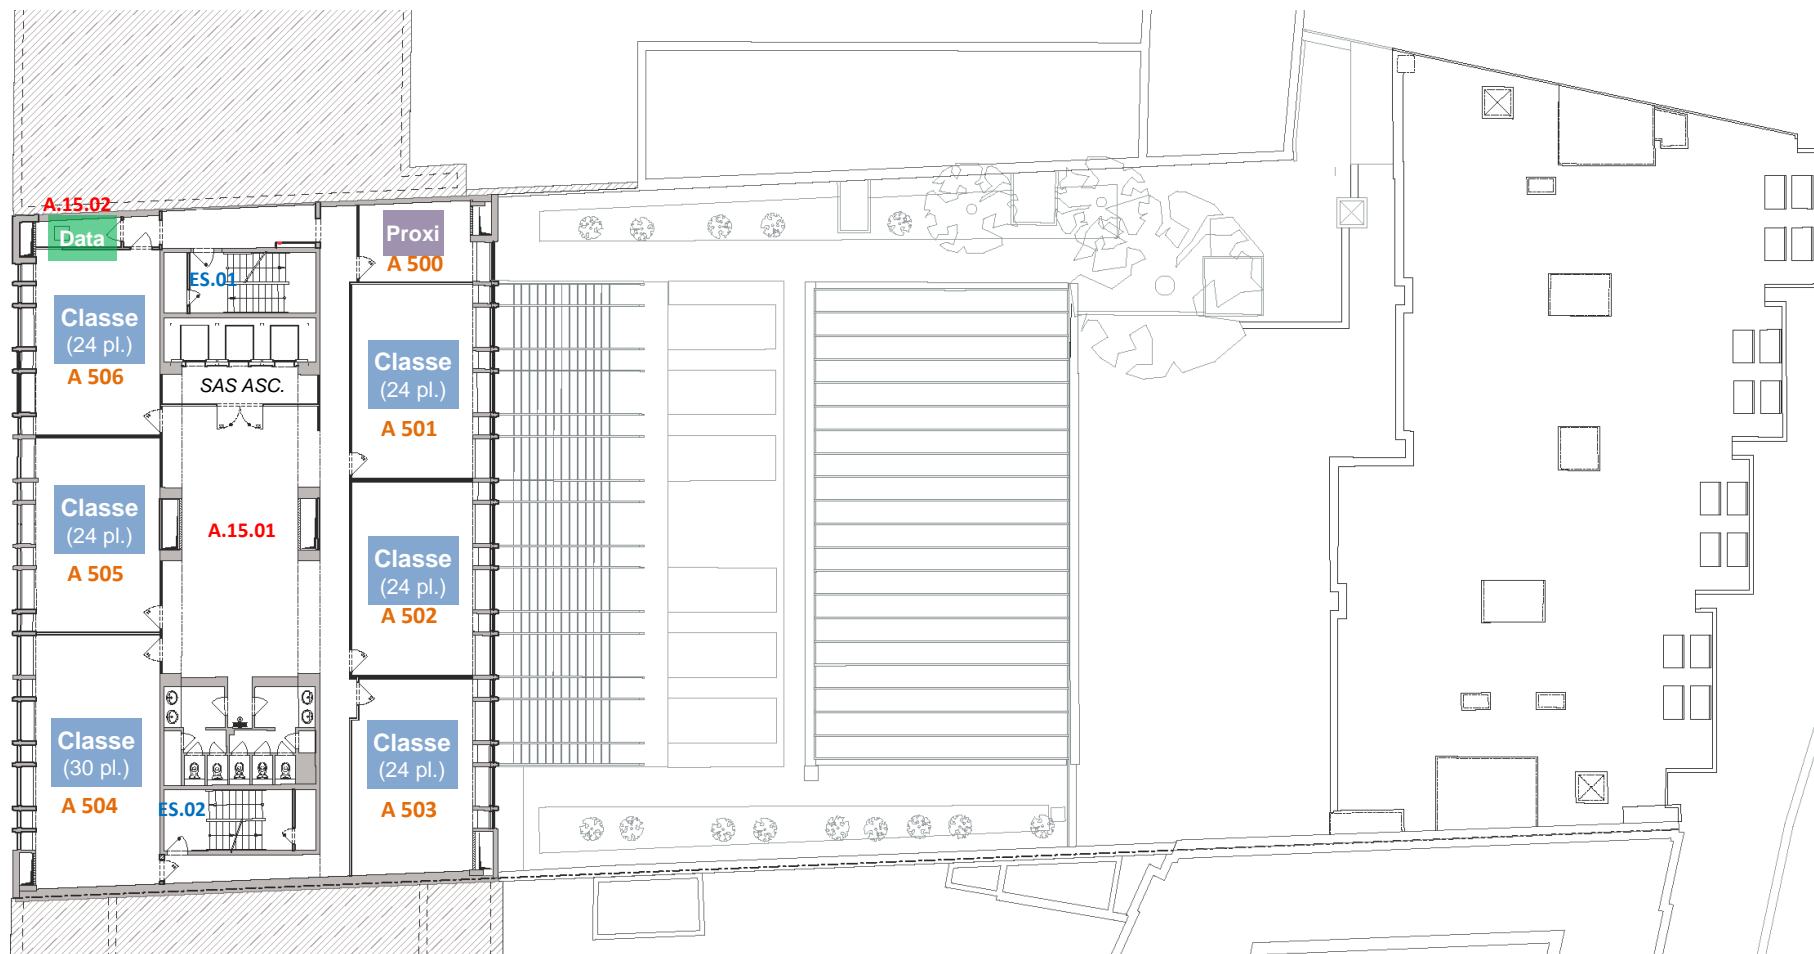 A.15.02
Data
Proxi
A 500
ES.01
Classe
(24 pl.)
A 506
SAS ASC.
Classe
(24 pl.)
A 501
Classe
(24 pl.)
A 505
A.15.01
Classe
(24 pl.)
A 502
Classe
(30 pl.)
A 504
ES.02
Classe
(24 pl.)
A 503